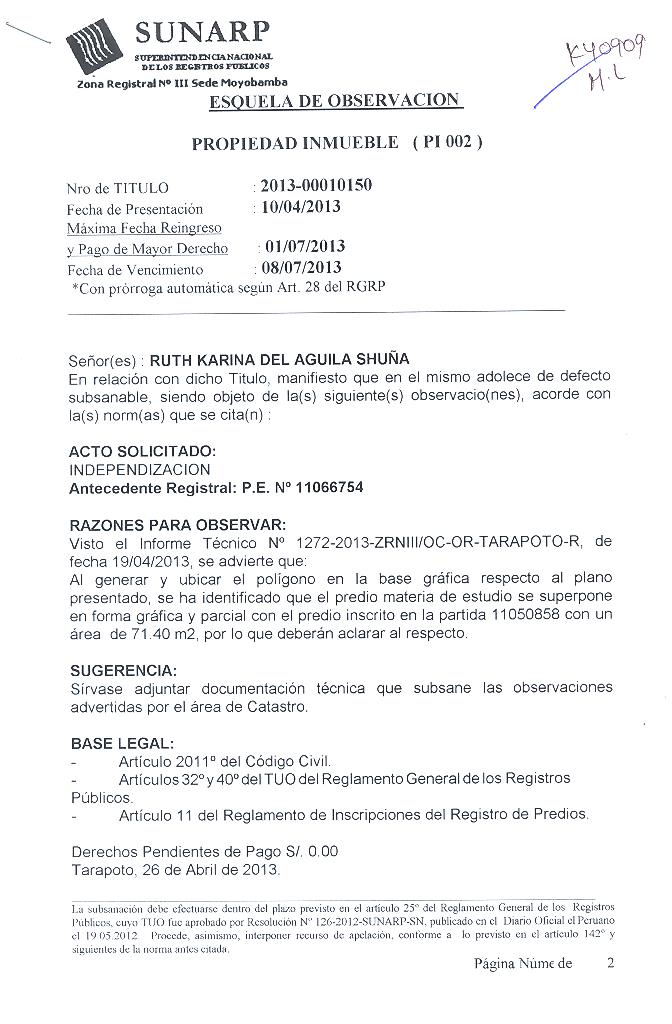 SUNARP
SUPERINTENDENCIA NACIONAL
DE LOS REGISTROS PUBLICOS
Zona Registral Nº III Sede Moyobamba
K40909
M.L
ESQUELA DE OBSERVACION
PROPIEDAD INMUEBLE ( PI 002 )
Nro de TITULO : 2013-00010150
Fecha de Presentación : 10/04/2013
Máxima Fecha Reingreso
y Pago de Mayor Derecho : 01/07/2013
Fecha de Vencimiento : 08/07/2013
*Con prórroga automática según Art. 28 del RGRP
Señor(es) : RUTH KARINA DEL AGUILA SHUÑA
En relación con dicho Titulo, manifiesto que en el mismo adolece de defecto
subsanable, siendo objeto de la(s) siguiente(s) observacio(nes), acorde con
la(s) norm(as) que se cita(n) :
ACTO SOLICITADO:
INDEPENDIZACION
Antecedente Registral: P.E. Nº 11066754
RAZONES PARA OBSERVAR:
Visto el Informe Técnico Nº 1272-2013-ZRNIII/OC-OR-TARAPOTO-R, de
fecha 19/04/2013, se advierte que:
Al generar y ubicar el polígono en la base gráfica respecto al plano
presentado, se ha identificado que el predio materia de estudio se superpone
en forma gráfica y parcial con el predio inscrito en la partida 11050858 con un
área de 71.40 m2, por lo que deberán aclarar al respecto.
SUGERENCIA:
Sírvase adjuntar documentación técnica que subsane las observaciones
advertidas por el área de Catastro.
BASE LEGAL:
- Artículo 2011º del Código Civil.
- Artículos 32º y 40º del TUO del Reglamento General de los Registros
Públicos.
- Artículo 11 del Reglamento de Inscripciones del Registro de Predios.
Derechos Pendientes de Pago S/. 0.00
Tarapoto, 26 de Abril de 2013.
La subsanación debe efectuarse dentro del plazo previsto en el artículo 25º del Reglamento General de los Registros
Públicos, cuyo TUO fue aprobado por Resolución Nº 126-2012-SUNARP-SN, publicado en el Diario Oficial el Peruano
el 19.05.2012. Procede, asimismo, interponer recurso de apelación, conforme a lo previsto en el artículo 142º y
siguientes de la norma antes citada.
Página Núme de 2